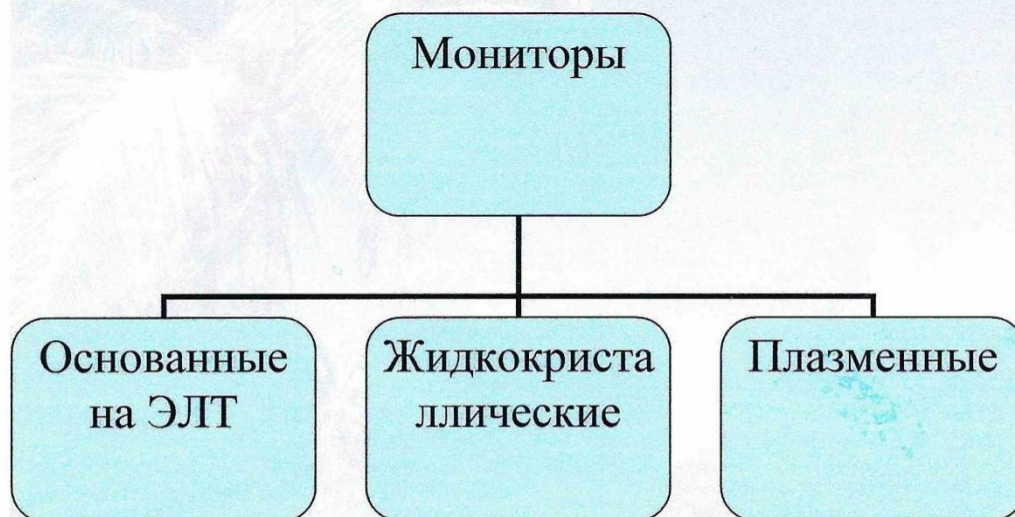 Мониторы
Основанные
на ЭЛТ
Жидкокриста
ллические
Плазменные